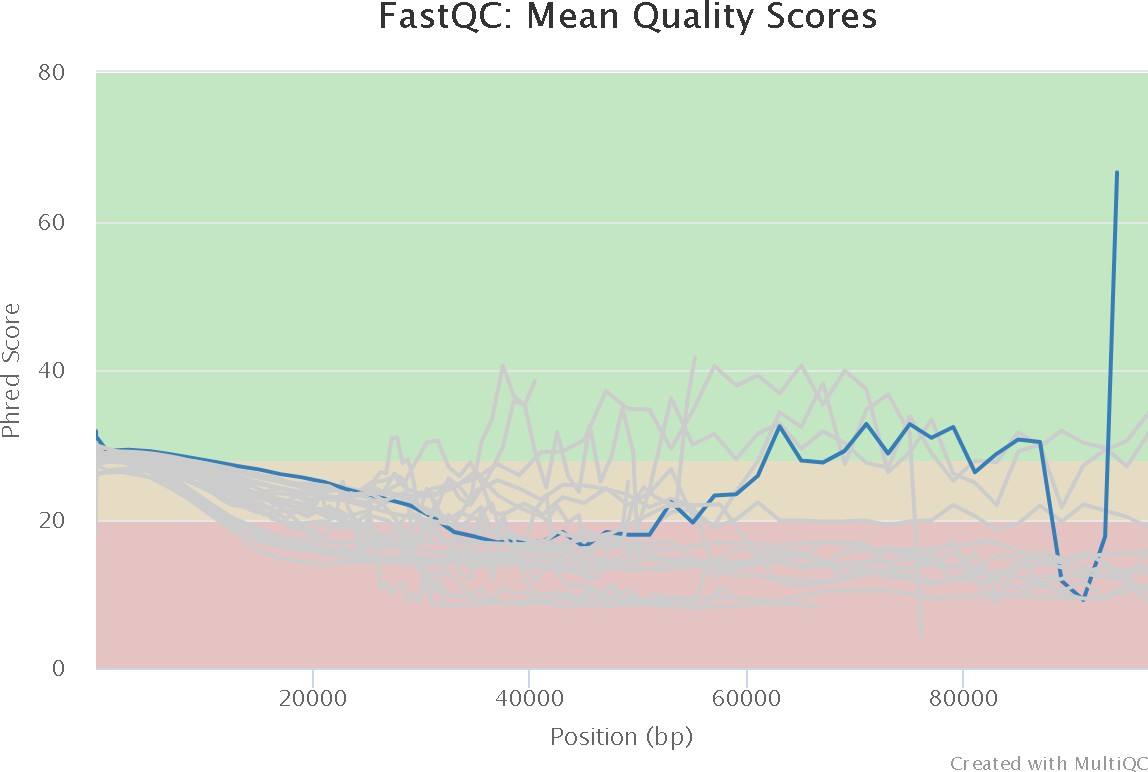 FastQC: Mean Quality Scores
80
60
40
20
0
Phred Score
20000 40000 60000 80000
Position (bp)
Created with MultiQC